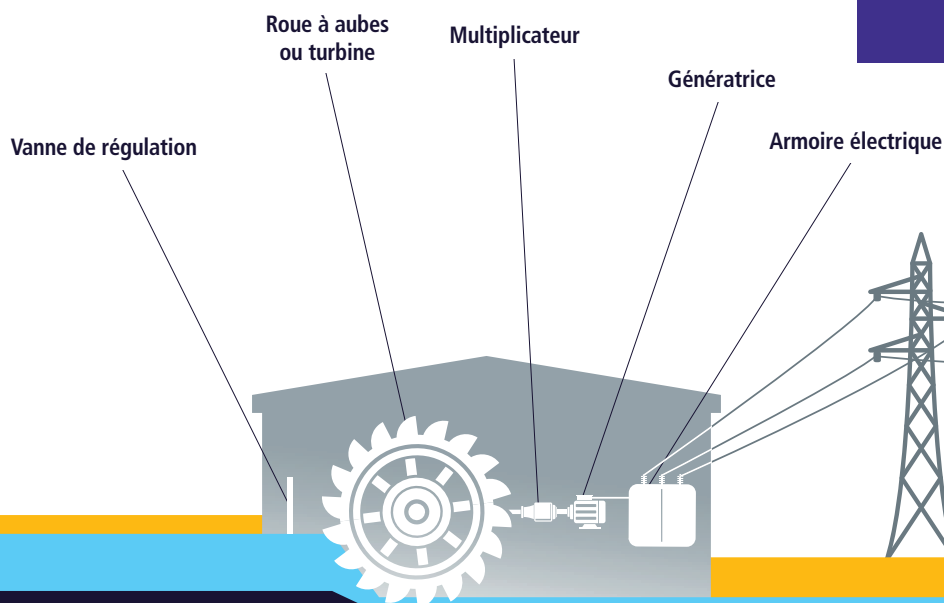 Roue à aubes
ou turbine
Multiplicateur
Génératrice
Armoire électrique
Vanne de régulation